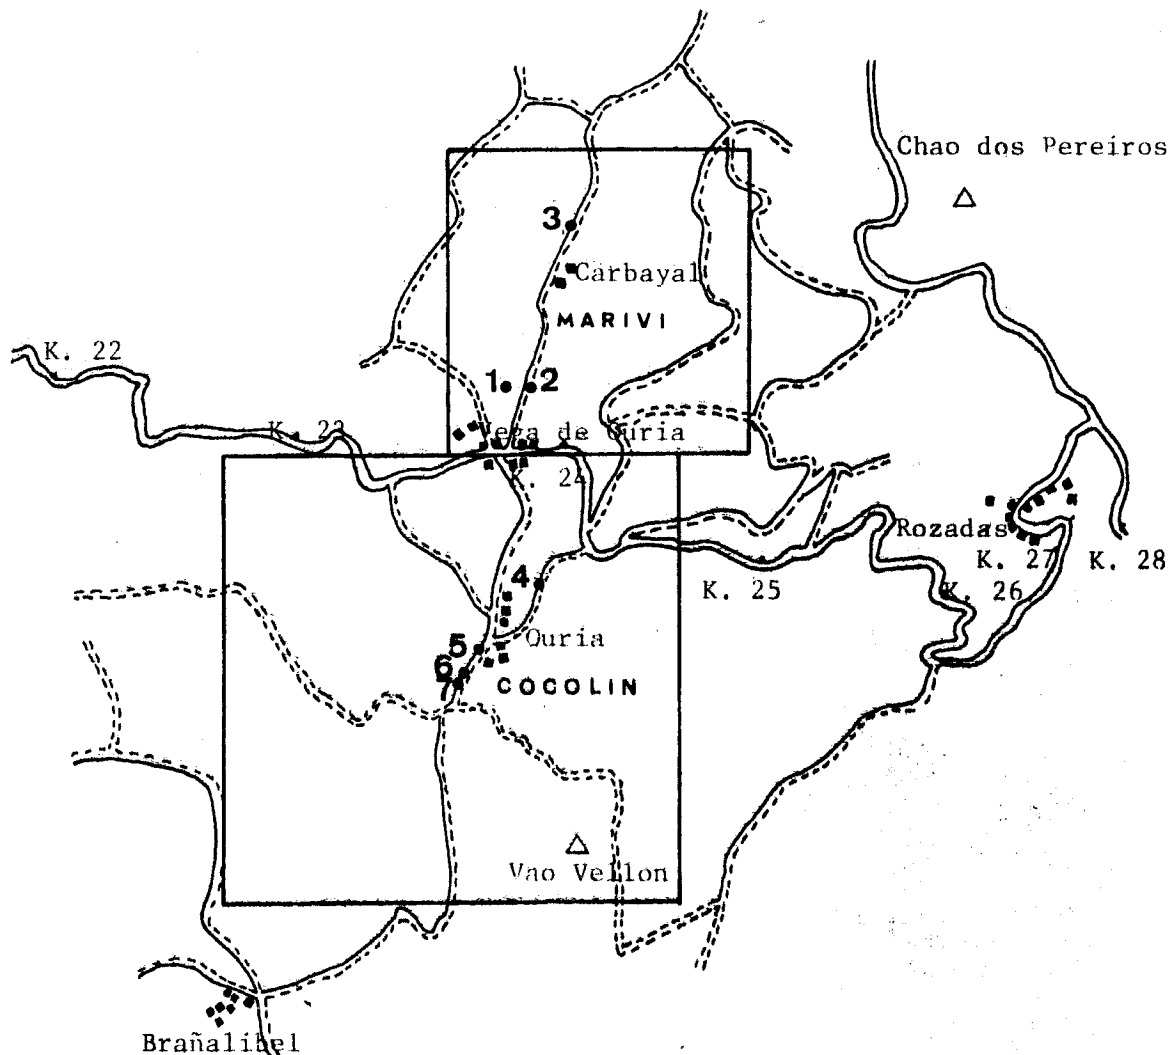 Chao dos Pereiros
3
Carbayal
MARIVI
K. 22
1 2
K. 23
Vega de Ouria
K. 24
Rozadas
K. 27 K. 28
4
K. 25
K. 26
Ouria
5
6
COCOLIN
Vao Vellon
Brañalibel